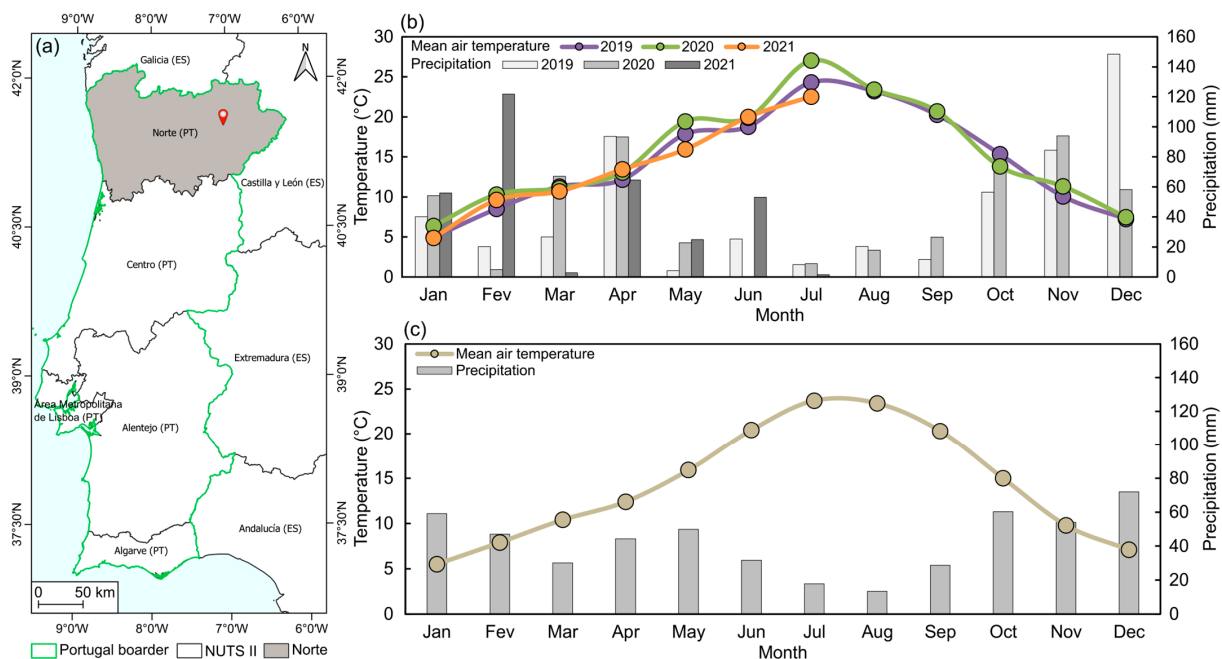 (a)
9°0'W 8°0'W 7°0'W 6°0'W
42°0'N
40°30'N
39°0'N
37°30'N
Galicia (ES)
N
Norte (PT)
Castilla y León (ES)
Centro (PT)
Extremadura (ES)
Área Metropolitana
de Lisboa (PT)
Alentejo (PT)
Andalucía (ES)
Algarve (PT)
0 50 km
42°0'N
40°30'N
39°0'N
37°30'N
9°0'W 8°0'W 7°0'W 6°0'W
Portugal boarder NUTS II Norte
(b)
Mean air temperature 2019 2020 2021
Precipitation 2019 2020 2021
Temperature (°C)
30
25
20
15
10
5
0
Precipitation (mm)
160
140
120
100
80
60
40
20
0
Jan Fev Mar Apr May Jun Jul Aug Sep Oct Nov Dec
Month
(c)
Mean air temperature
Precipitation
Temperature (°C)
30
25
20
15
10
5
0
Precipitation (mm)
160
140
120
100
80
60
40
20
0
Jan Fev Mar Apr May Jun Jul Aug Sep Oct Nov Dec
Month